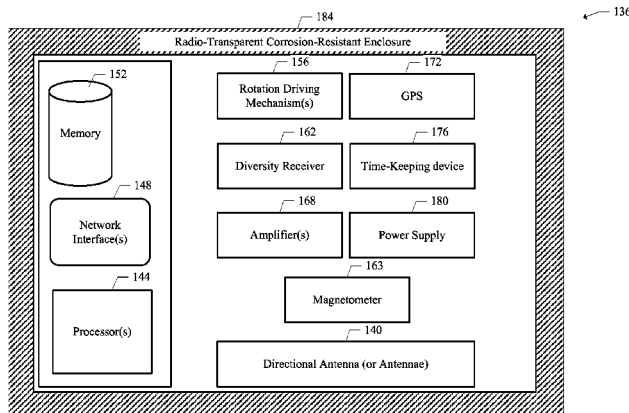 184
136
Radio-Transparent Corrosion-Resistant Enclosure
152
156
172
Memory
Rotation Driving
Mechanism(s)
GPS
162
176
Diversity Receiver
Time-Keeping device
148
168
180
Network
Interface(s)
Amplifier(s)
Power Supply
144
163
Processor(s)
Magnetometer
140
Directional Antenna (or Antennae)